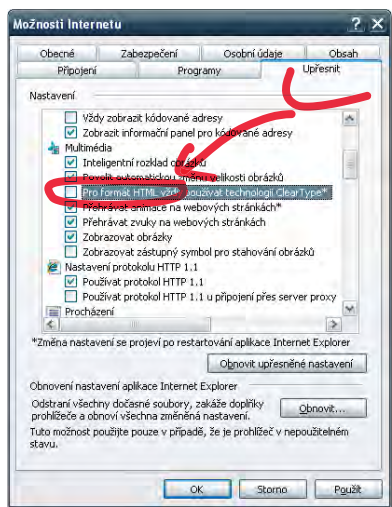 Možnosti Internetu
Obecné Zabezpečení Osobní údaje Obsah
Připojení Programy Upřesnit
Nastavení
Vždy zobrazit kódované adresy
Zobrazit informační panel pro kódované adresy
Multimédia
Inteligentní rozklad obrázků
Povolit automatickou změnu velikosti obrázků
Pro formát HTML vždy používat technologii ClearType*
Přehrávat animace na webových stránkách*
Přehrávat zvuky na webových stránkách
Zobrazovat obrázky
Zobrazovat zástupný symbol pro stahování obrázků
Nastavení protokolu HTTP 1.1
Používat protokol HTTP 1.1
Používat protokol HTTP 1.1 u připojení přes server proxy
Procházení
*Změna nastavení se projeví po restartování aplikace Internet Explorer
Obnovit upřesněné nastavení
Obnovení nastavení aplikace Internet Explorer
Odstraní všechny dočasné soubory, zakáže doplňky
prohlížeče a obnoví všechna změněná nastavení.
Obnovit...
Tuto možnost použijte pouze v případě, že je prohlížeč v nepoužitelném
stavu.
OK Storno Použít